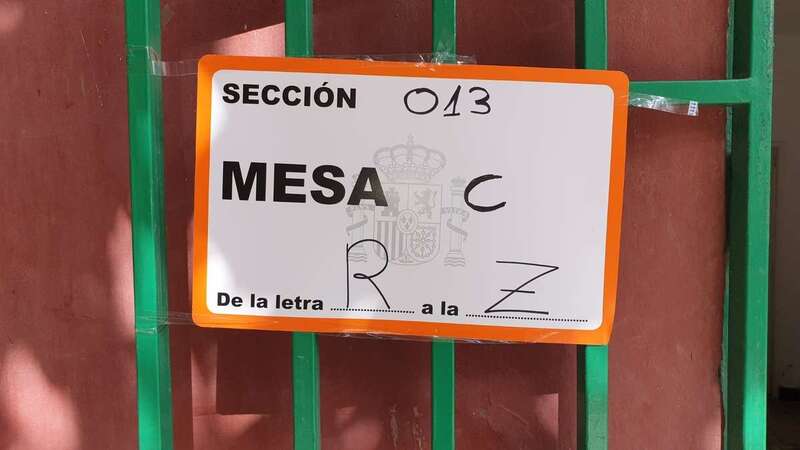 SECCIÓN 013
MESA C
De la letra R a la Z